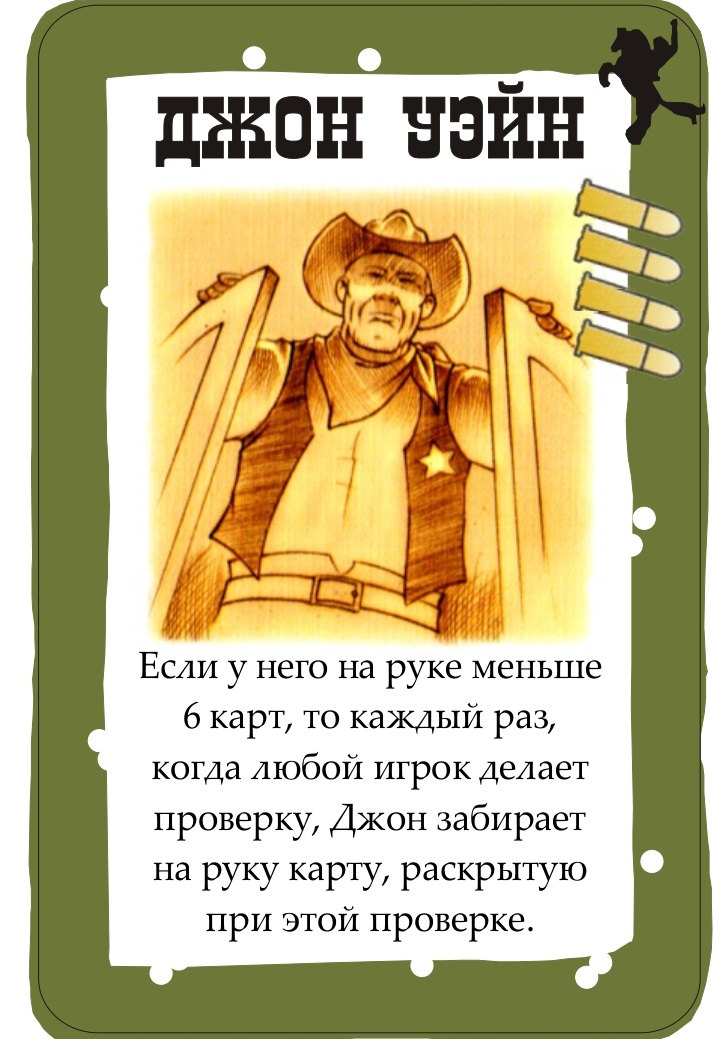 ДЖОН УЭЙН
Если у него на руке меньше
6 карт, то каждый раз,
когда любой игрок делает
проверку, Джон забирает
на руку карту, раскрытую
при этой проверке.